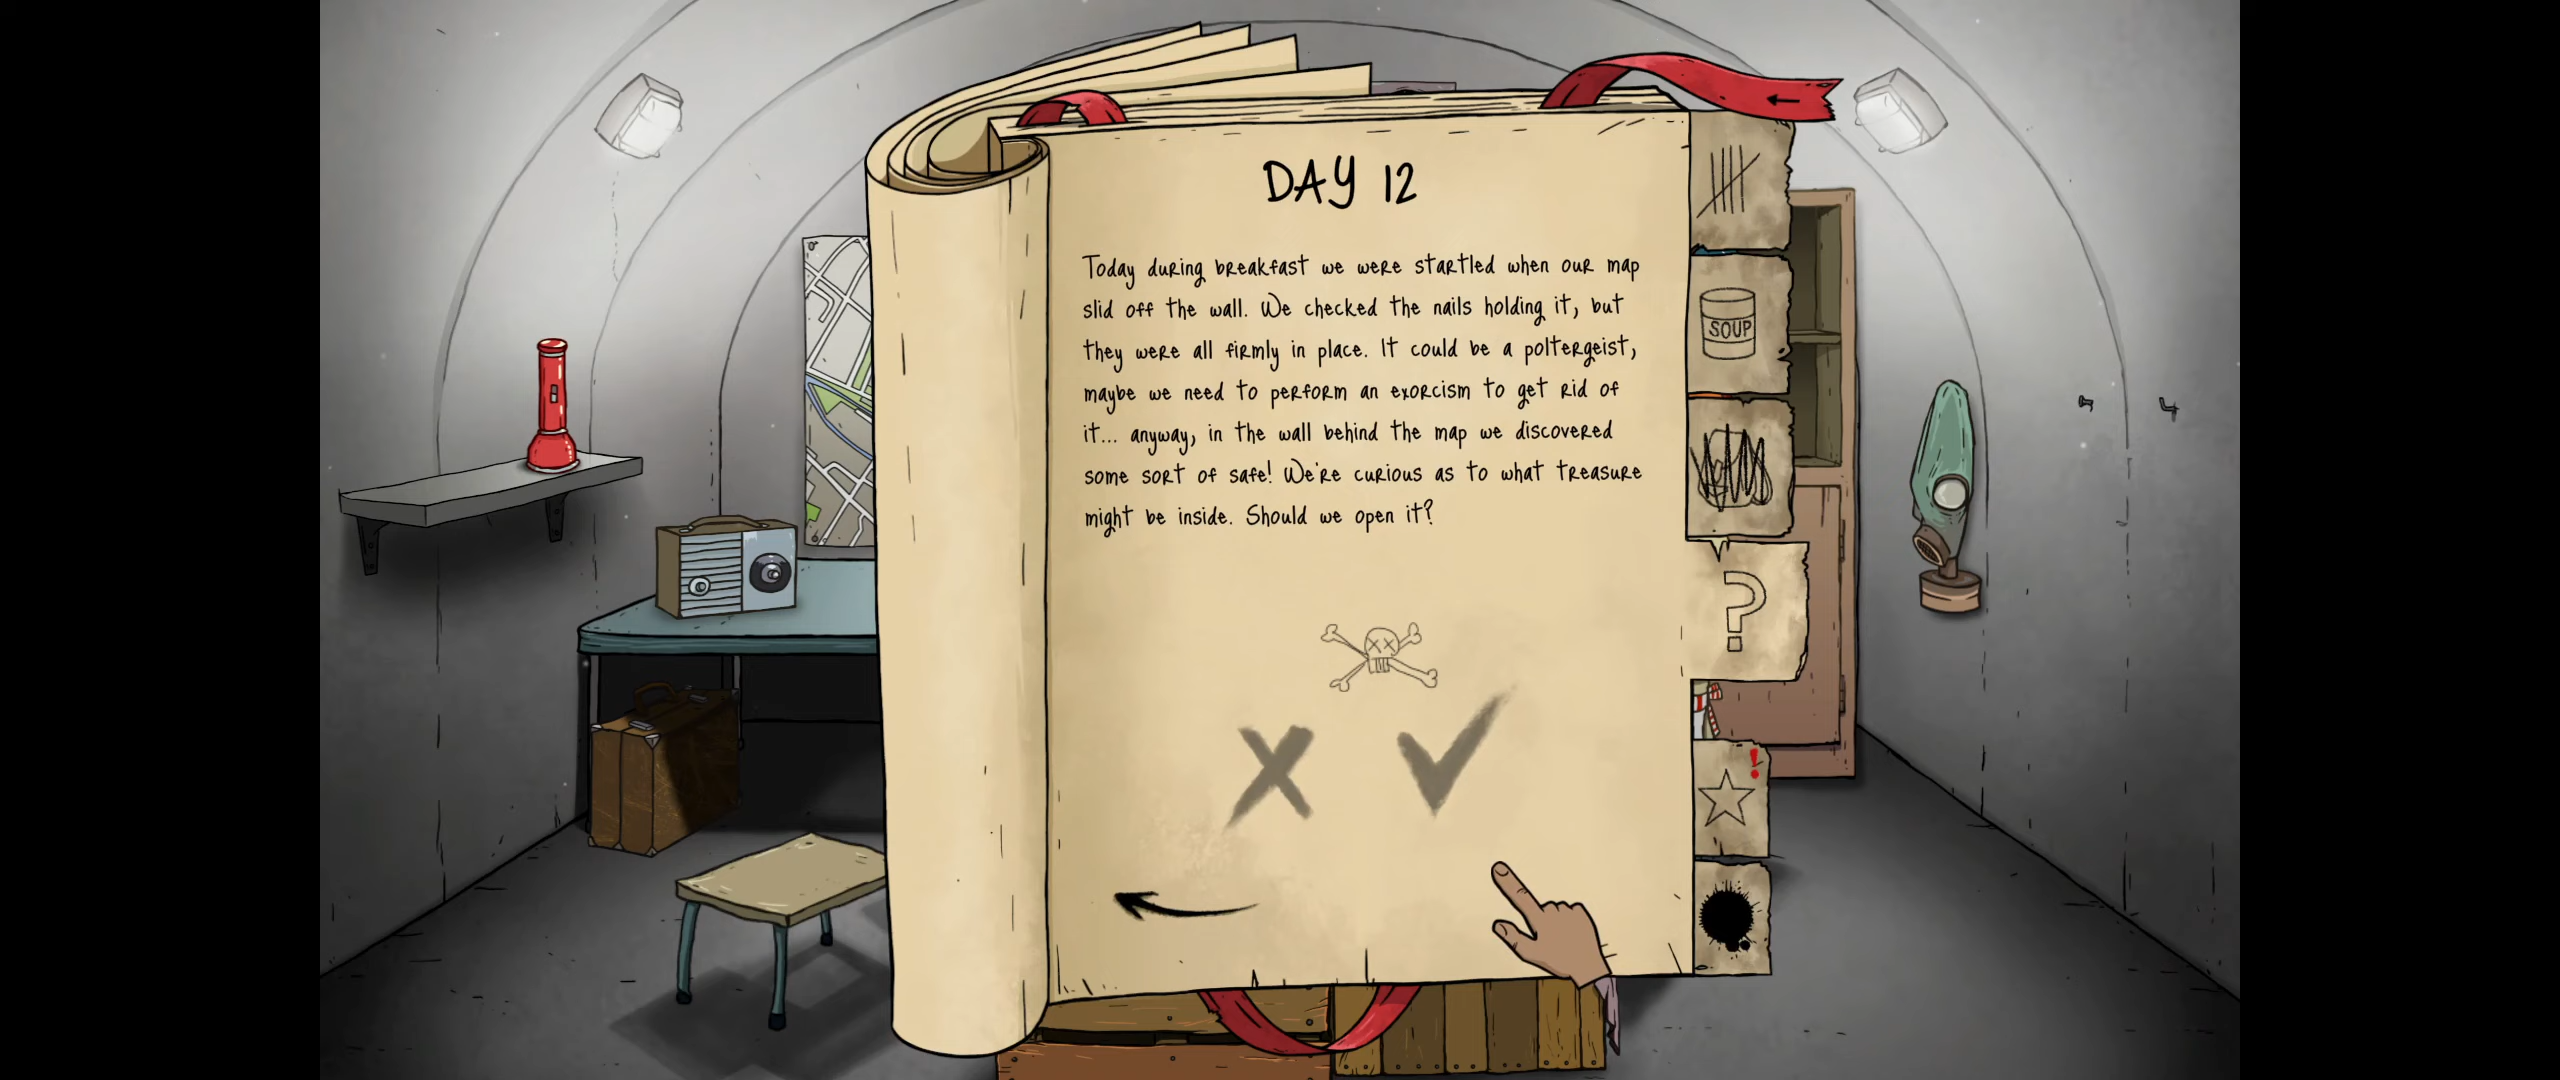 DAY 12
Today during breakfast we were startled when our map
slid off the wall. We checked the nails holding it, but
they were all firmly in place. It could be a poltergeist,
maybe we need to perform an exorcism to get rid of
it... anyway, in the wall behind the map we discovered
some sort of safe! We're curious as to what treasure
might be inside. Should we open it?
SOUP
?
!